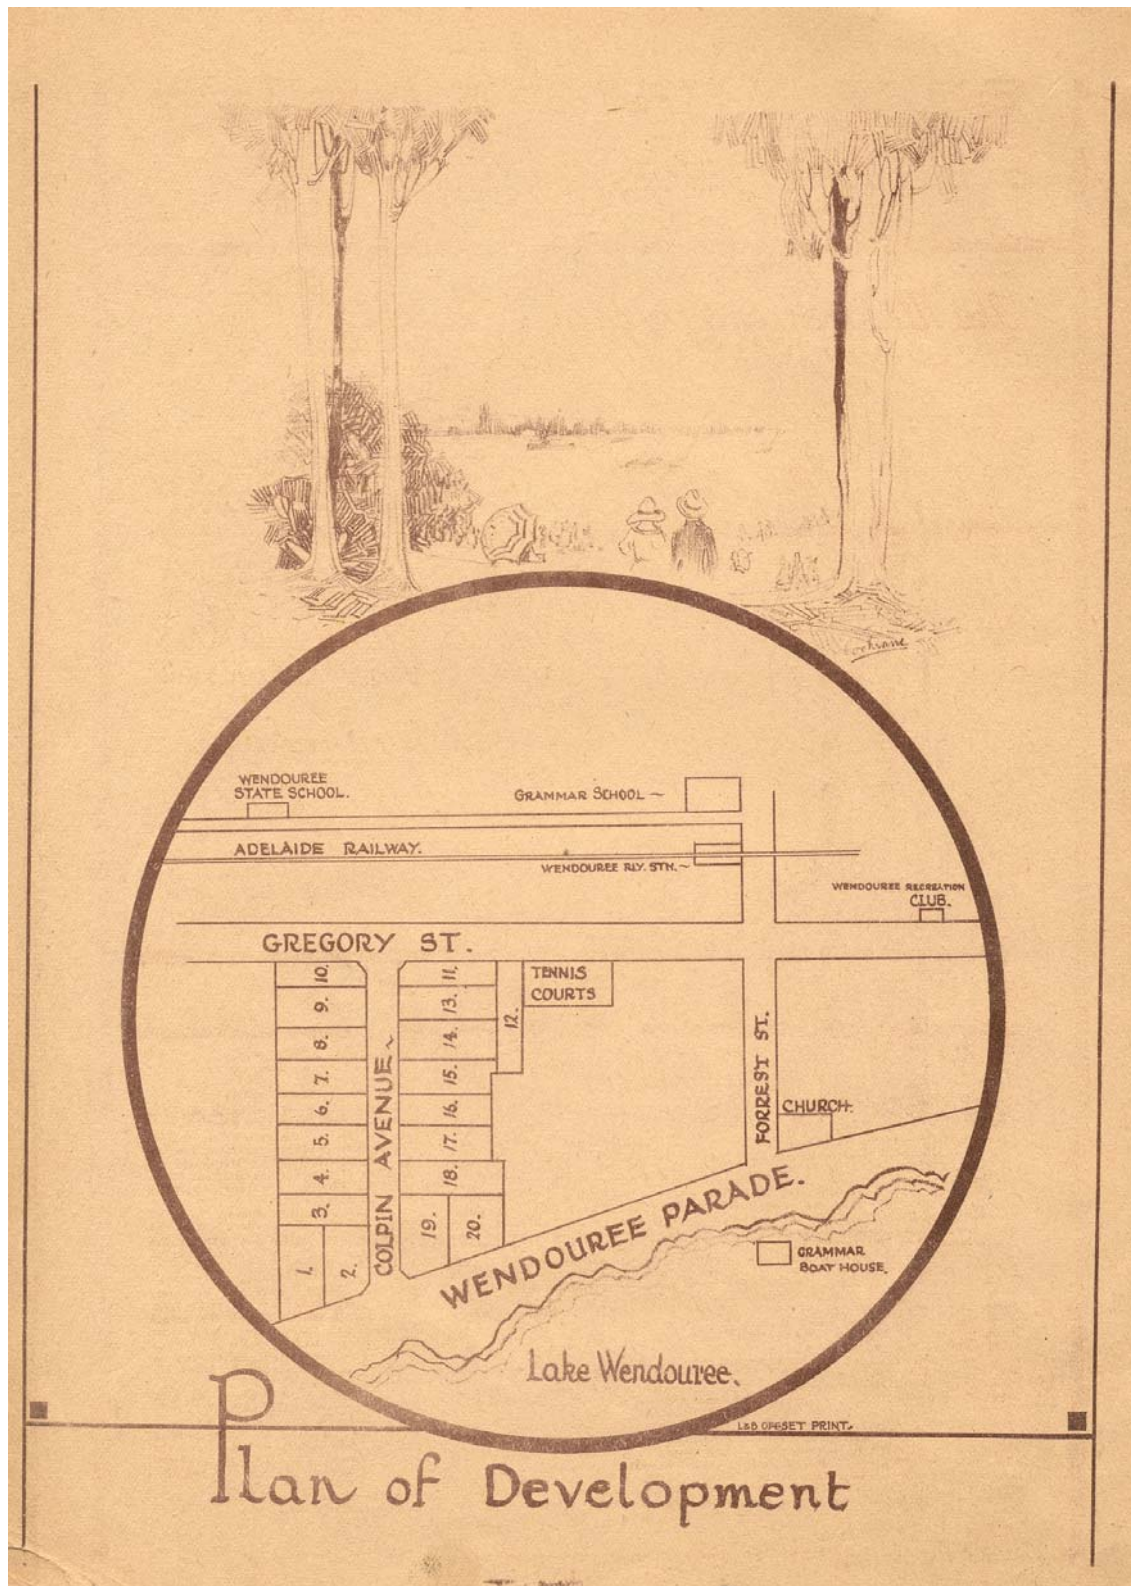 Cochrane
WENDOUREE
STATE SCHOOL.
GRAMMAR SCHOOL ~
ADELAIDE RAILWAY.
WENDOUREE RLY. STN. ~
WENDOUREE RECREATION
CLUB.
GREGORY ST.
10.
9.
8.
7.
6.
5.
4.
3.
1.
2.
COLPIN AVENUE ~
11.
13.
14.
15.
16.
17.
18.
19.
20.
12.
TENNIS
COURTS
FORREST ST.
CHURCH.
WENDOUREE PARADE.
GRAMMAR
BOAT HOUSE.
Lake Wendouree.
L&B OFFSET PRINT.
Plan of Development